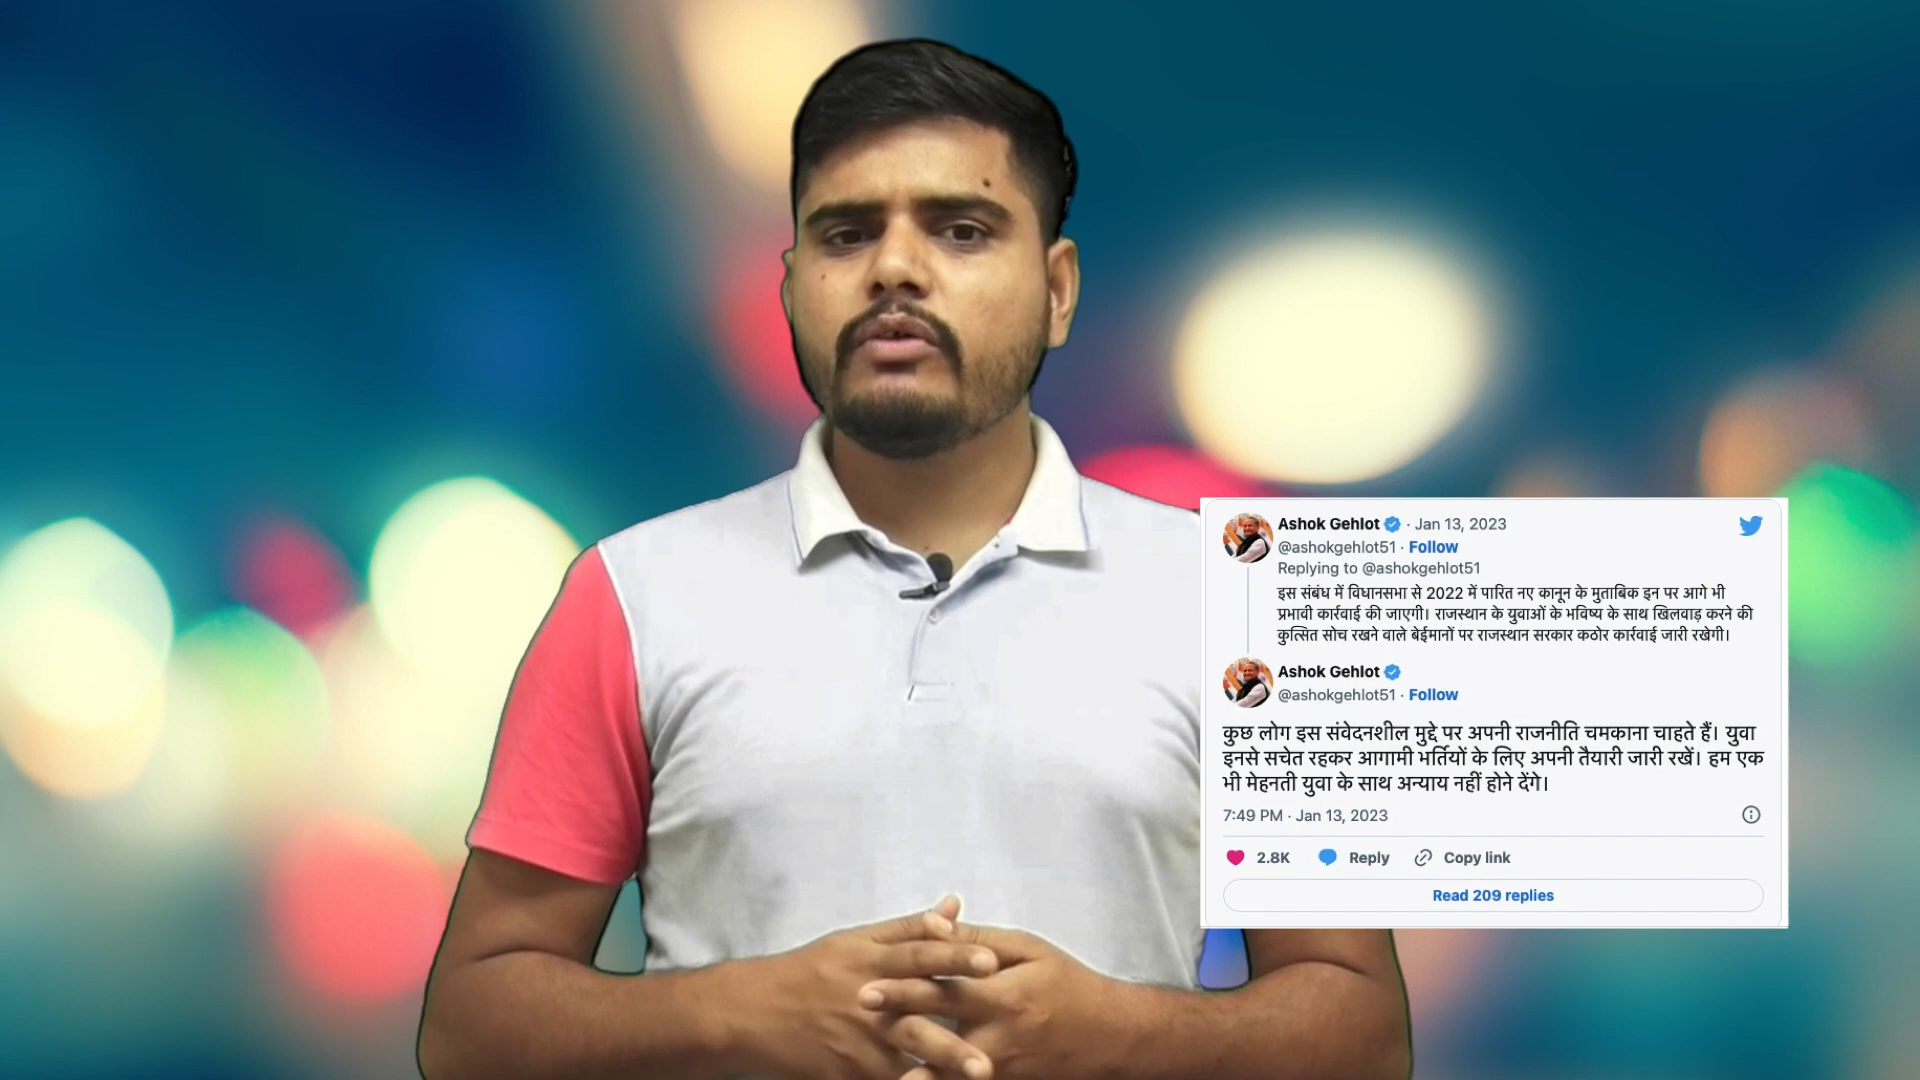 Ashok Gehlot · Jan 13, 2023
@ashokgehlot51 · Follow
Replying to @ashokgehlot51
इस संबंध में विधानसभा से 2022 में पारित नए कानून के मुताबिक इन पर आगे भी
प्रभावी कार्रवाई की जाएगी। राजस्थान के युवाओं के भविष्य के साथ खिलवाड़ करने की
कुत्सित सोच रखने वाले बेईमानों पर राजस्थान सरकार कठोर कार्रवाई जारी रखेगी।
Ashok Gehlot
@ashokgehlot51 · Follow
कुछ लोग इस संवेदनशील मुद्दे पर अपनी राजनीति चमकाना चाहते हैं। युवा
इनसे सचेत रहकर आगामी भर्तियों के लिए अपनी तैयारी जारी रखें। हम एक
भी मेहनती युवा के साथ अन्याय नहीं होने देंगे।
7:49 PM · Jan 13, 2023
2.8K Reply Copy link
Read 209 replies